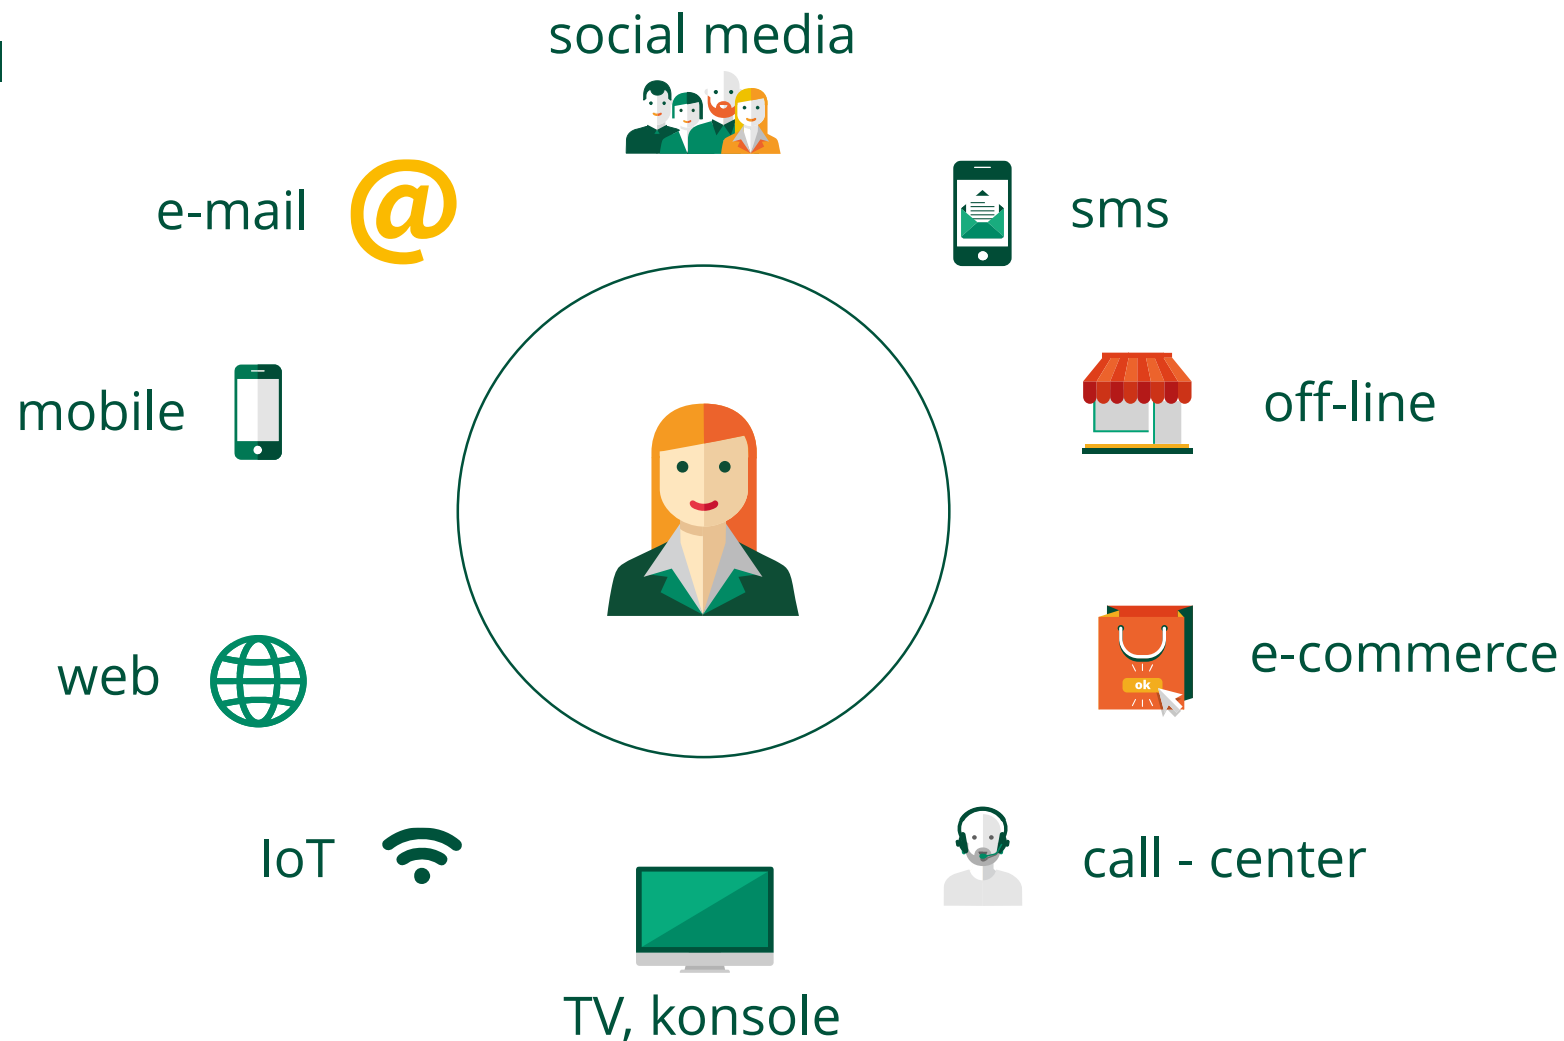 social media
e-mail
sms
mobile
off-line
web
e-commerce
ok
IoT
call - center
TV, konsole